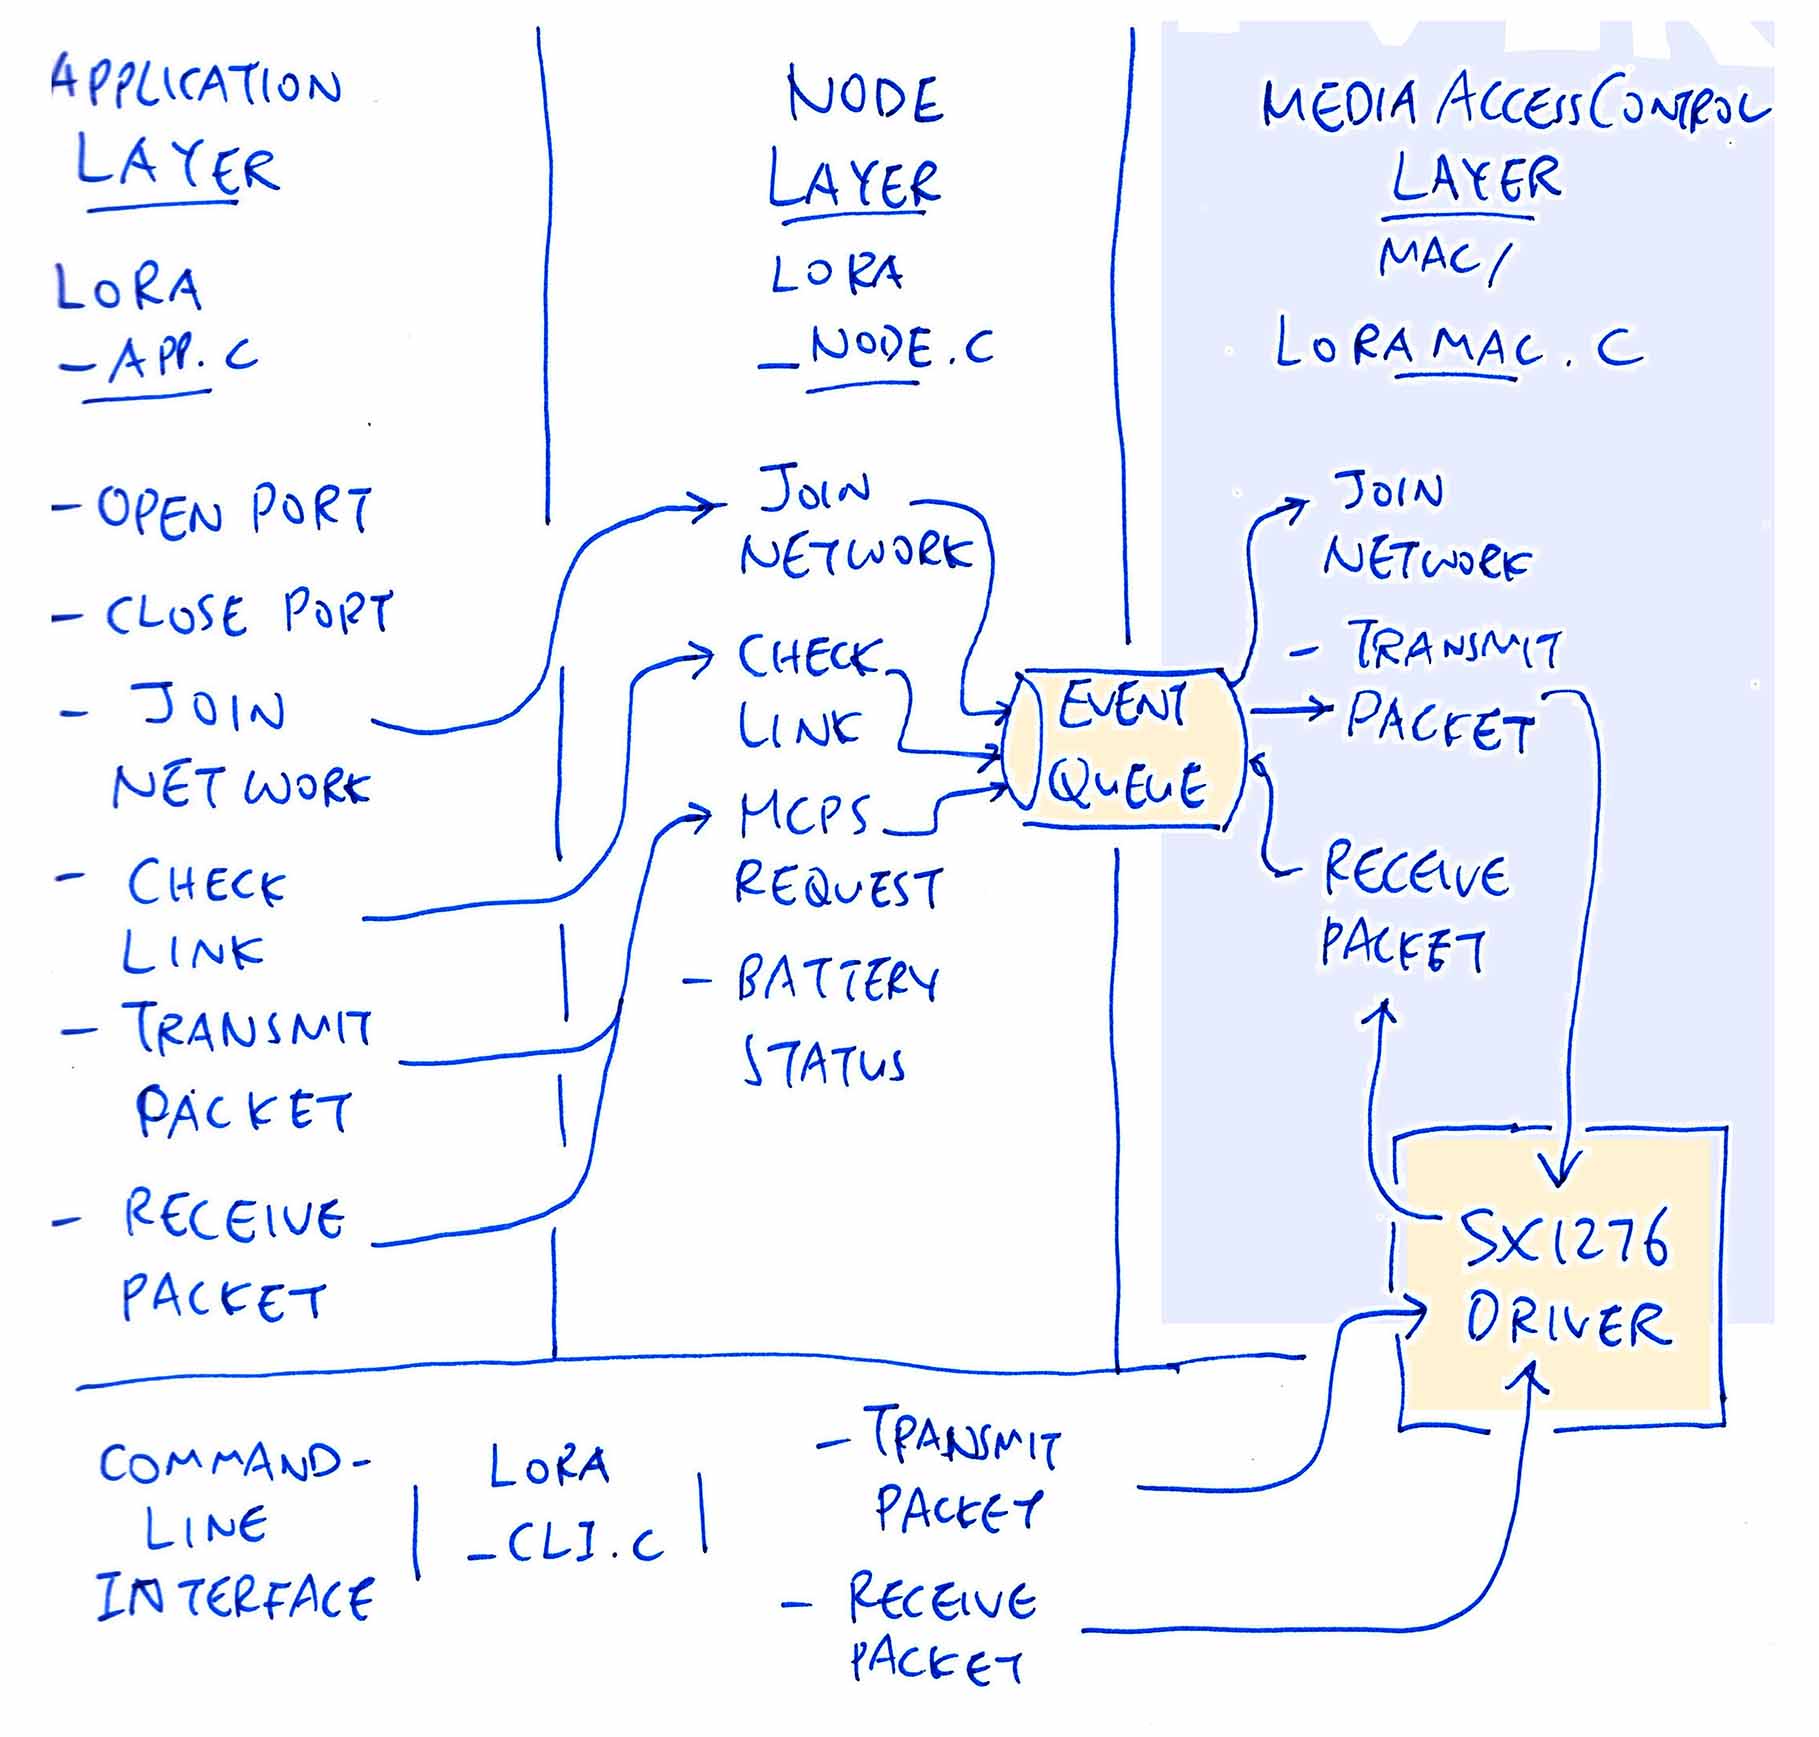 APPLICATION
LAYER
LORA
_APP.C
- OPEN PORT
- CLOSE PORT
- JOIN
NETWORK
- CHECK
LINK
- TRANSMIT
PACKET
- RECEIVE
PACKET
NODE
LAYER
LORA
_NODE.C
JOIN
NETWORK
CHECK
LINK
MCPS
REQUEST
- BATTERY
STATUS
EVENT
QUEUE
MEDIA ACCESS CONTROL
LAYER
MAC/
LORAMAC.C
JOIN
NETWORK
- TRANSMIT
PACKET
RECEIVE
PACKET
SX1276
DRIVER
COMMAND-
LINE
INTERFACE
LORA
_CLI.C
- TRANSMIT
PACKET
- RECEIVE
PACKET